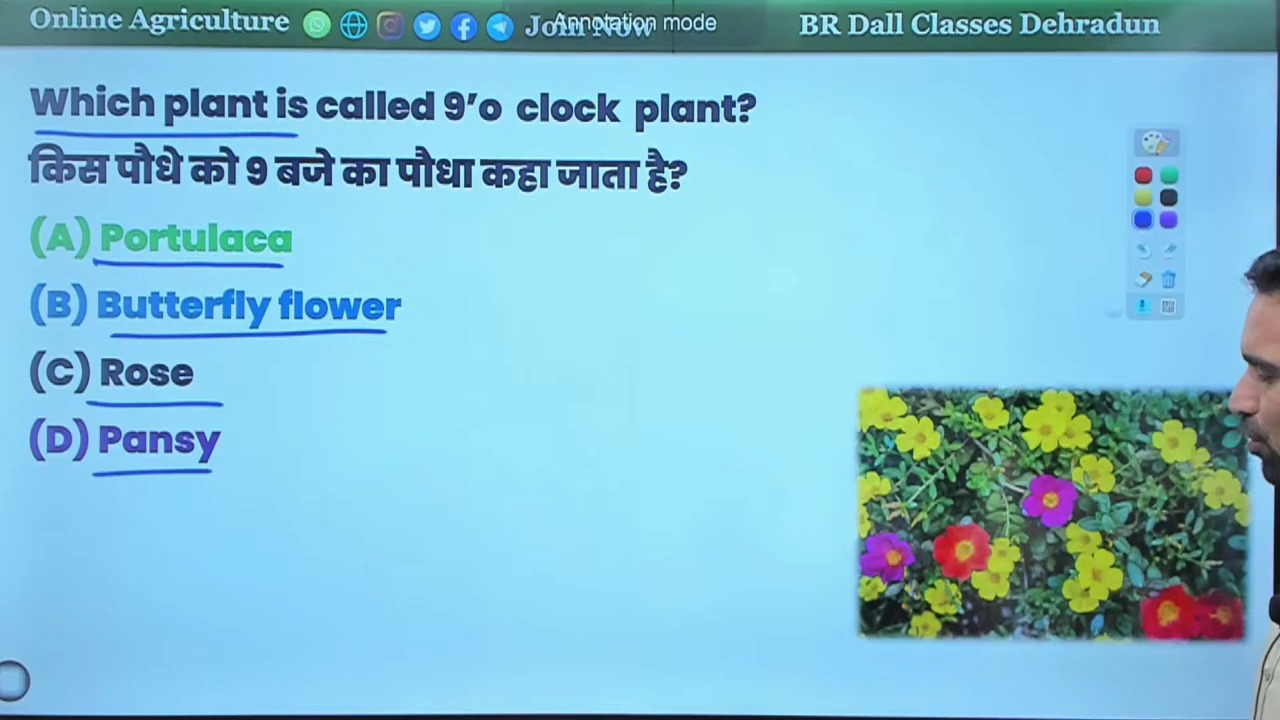 Online Agriculture Join Now Annotation mode BR Dall Classes Dehradun
Which plant is called 9’o clock plant?
किस पौधे को 9 बजे का पौधा कहा जाता है?
(A) Portulaca
(B) Butterfly flower
(C) Rose
(D) Pansy